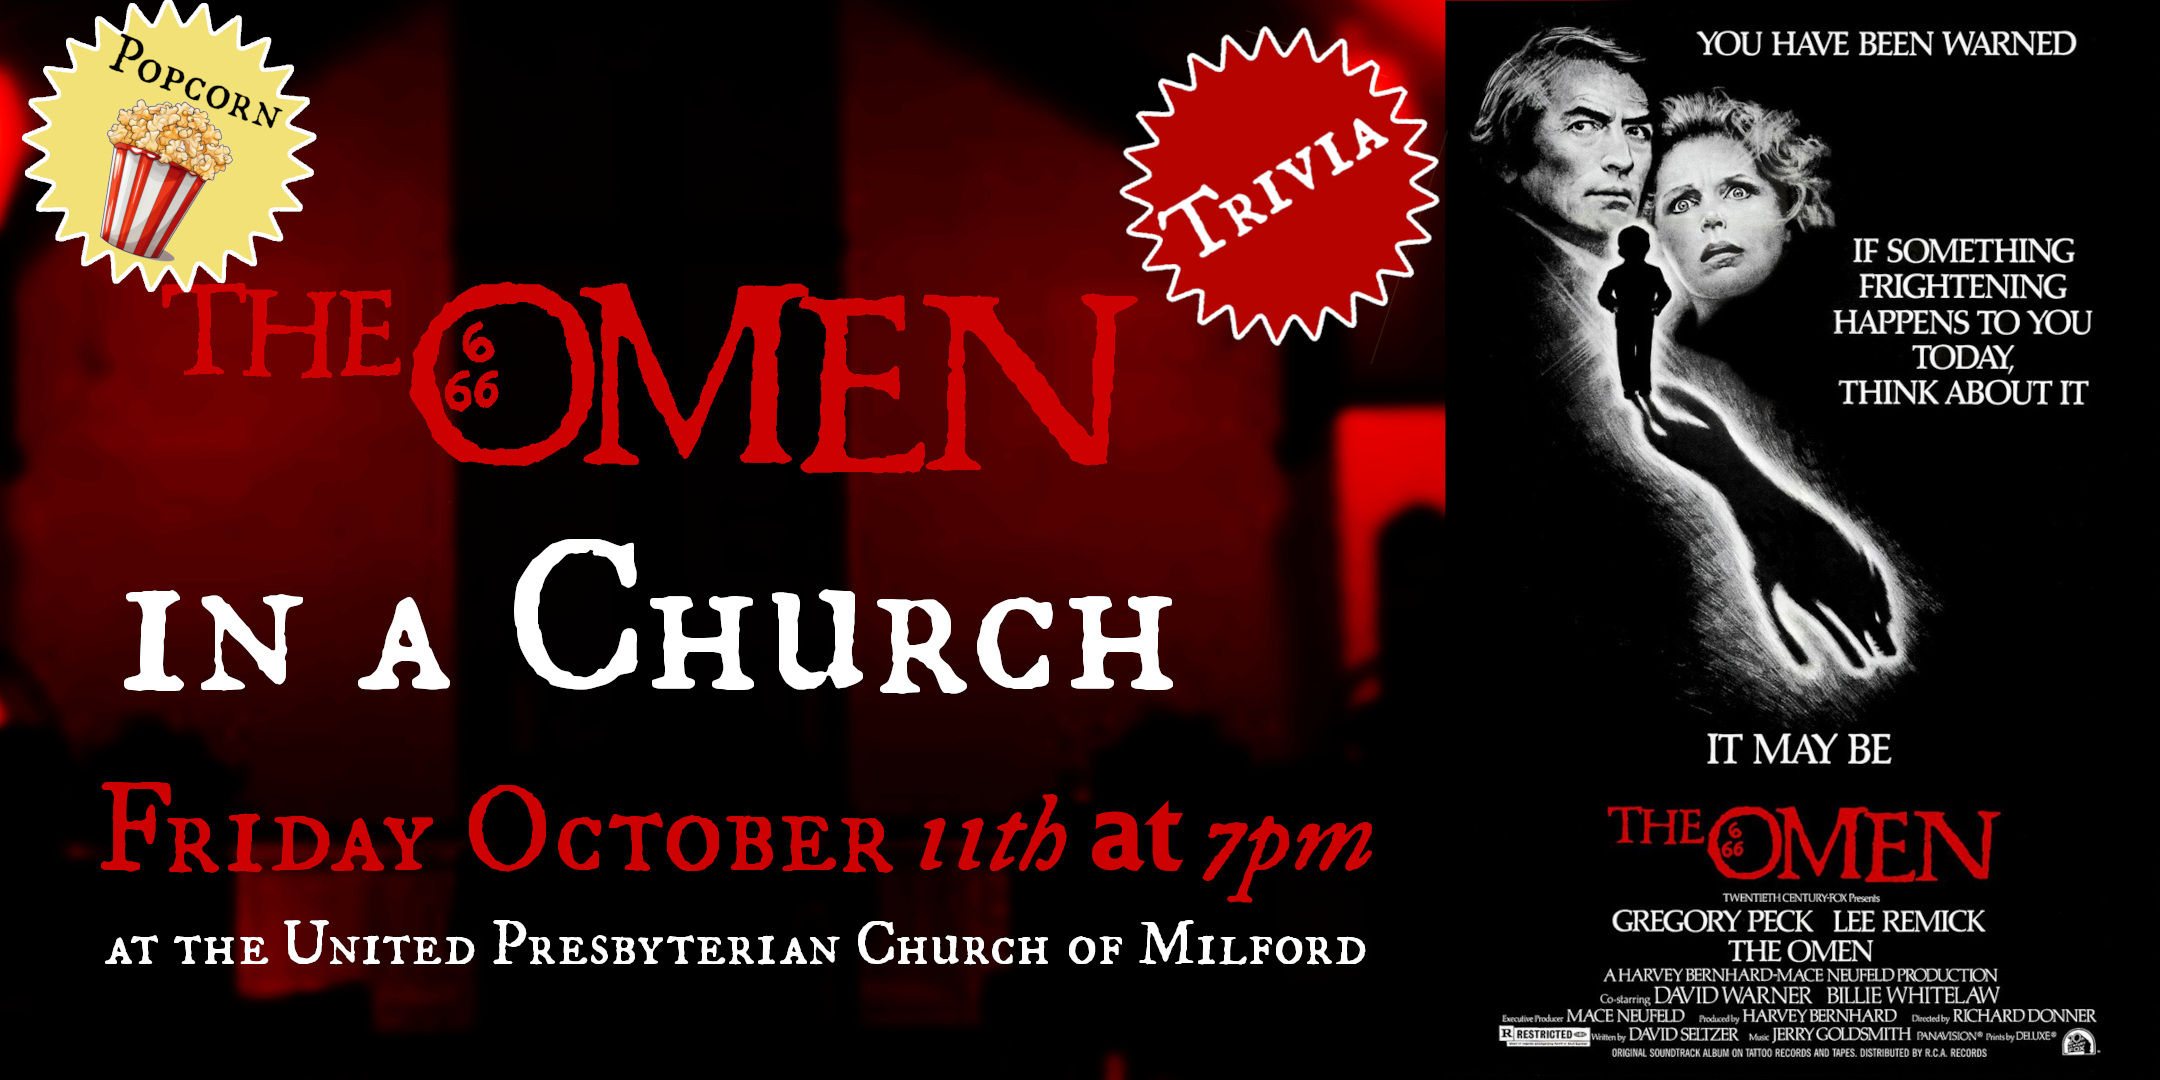 Popcorn
Trivia
THE OMEN
6
66
IN A CHURCH
FRIDAY OCTOBER 11th at 7pm
AT THE UNITED PRESBYTERIAN CHURCH OF MILFORD
YOU HAVE BEEN WARNED
IF SOMETHING
FRIGHTENING
HAPPENS TO YOU
TODAY,
THINK ABOUT IT
IT MAY BE
THE OMEN
6
66
TWENTIETH CENTURY-FOX Presents
GREGORY PECK LEE REMICK
THE OMEN
A HARVEY BERNHARD-MACE NEUFELD PRODUCTION
Co-starring DAVID WARNER BILLIE WHITELAW
Executive Producer MACE NEUFELD Produced by HARVEY BERNHARD Directed by RICHARD DONNER
R RESTRICTED Written by DAVID SELTZER Music JERRY GOLDSMITH PANAVISION® Prints by DELUXE®
ORIGINAL SOUNDTRACK ALBUM ON TATTOO RECORDS AND TAPES. DISTRIBUTED BY R.C.A. RECORDS